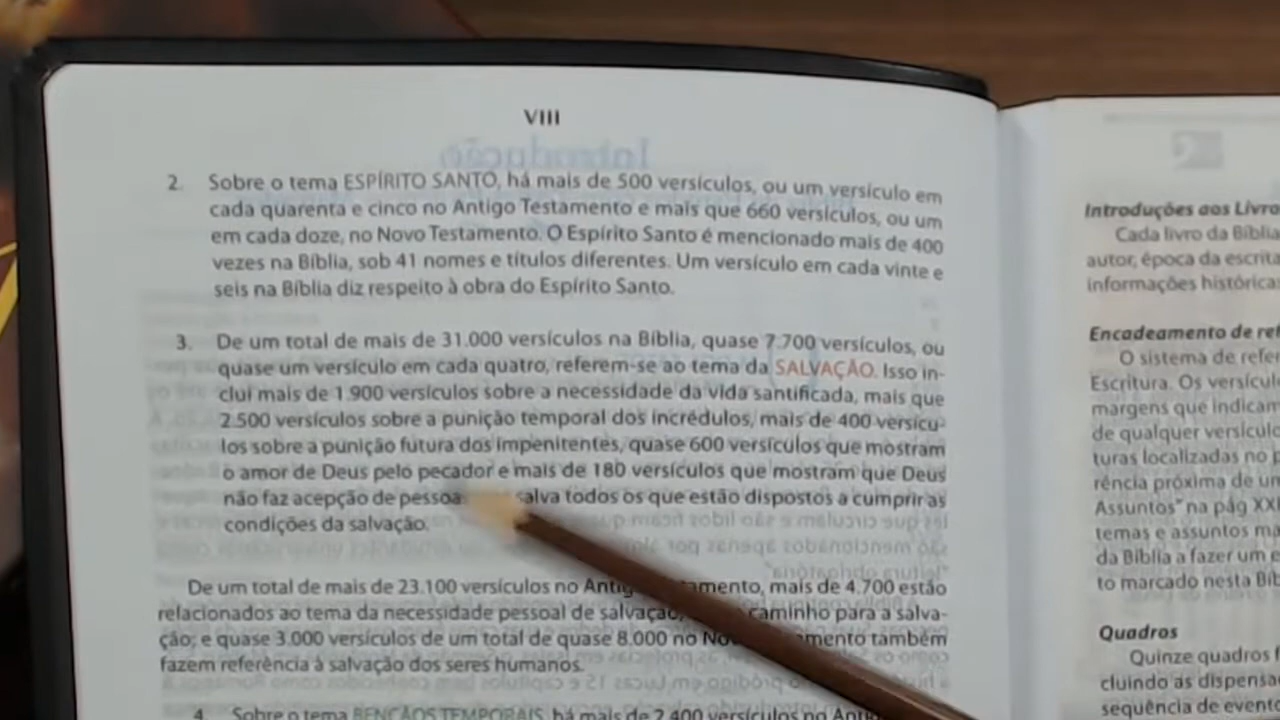 VIII
2. Sobre o tema ESPÍRITO SANTO, há mais de 500 versículos, ou um versículo em
cada quarenta e cinco no Antigo Testamento e mais que 660 versículos, ou um
em cada doze, no Novo Testamento. O Espírito Santo é mencionado mais de 400
vezes na Bíblia, sob 41 nomes e títulos diferentes. Um versículo em cada vinte e
seis na Bíblia diz respeito à obra do Espírito Santo.
3. De um total de mais de 31.000 versículos na Bíblia, quase 7.700 versículos, ou
quase um versículo em cada quatro, referem-se ao tema da SALVAÇÃO. Isso in-
clui mais de 1.900 versículos sobre a necessidade da vida santificada, mais que
2.500 versículos sobre a punição temporal dos incrédulos, mais de 400 versícu-
los sobre a punição futura dos impenitentes, quase 600 versículos que mostram
o amor de Deus pelo pecador e mais de 180 versículos que mostram que Deus
não faz acepção de pessoa salva todos os que estão dispostos a cumprir as
condições da salvação.
De um total de mais de 23.100 versículos no Antig amento, mais de 4.700 estão
relacionados ao tema da necessidade pessoal de salvação, caminho para a salva-
ção; e quase 3.000 versículos de um total de quase 8.000 no Nov amento também
fazem referência à salvação dos seres humanos.
4. Sobre o tema BÊNÇÃOS TEMPORAIS, há mais de 2.400 versículos no Anti
Introduções aos Livro
Cada livro da Bíblia
autor, época da escrita
informações histórica
Encadeamento de ref
O sistema de refer
Escritura. Os versícul
margens que indicam
de qualquer versículo
turas localizadas no p
rência próxima de um
Assuntos" na pág XX
temas e assuntos ma
da Bíblia a fazer um e
to marcado nesta Bíb
Quadros
Quinze quadros f
cluindo as dispensa
sequência de evento